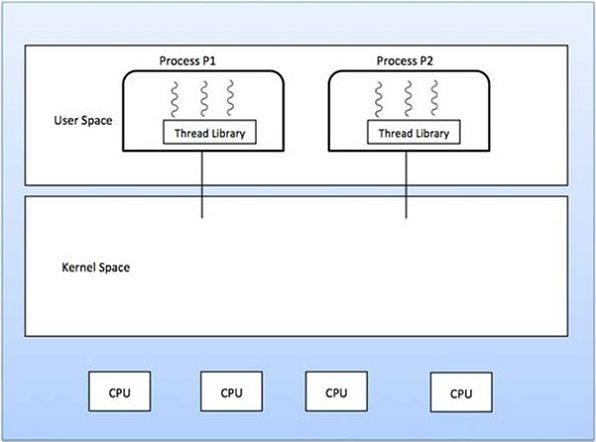 Process P1
Process P2
User Space
Thread Library
Thread Library
Kernel Space
CPU
CPU
CPU
CPU